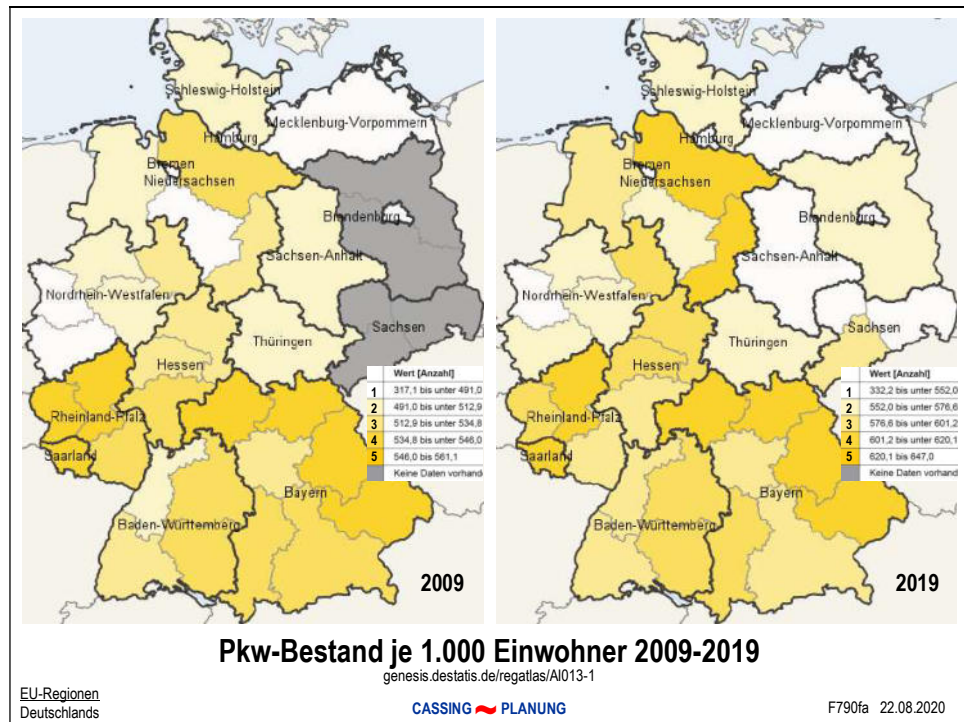 Schleswig-Holstein
Mecklenburg-Vorpommern
Hamburg
Bremen
Niedersachsen
Brandenburg
Sachsen-Anhalt
Nordrhein-Westfalen
Sachsen
Thüringen
Hessen
Rheinland-Pfalz
Saarland
Bayern
Baden-Württemberg
Wert [Anzahl]
1 317,1 bis unter 491,0
2 491,0 bis unter 512,9
3 512,9 bis unter 534,8
4 534,8 bis unter 546,0
5 546,0 bis 561,1
Keine Daten vorhand
2009
Schleswig-Holstein
Mecklenburg-Vorpommern
Hamburg
Bremen
Niedersachsen
Brandenburg
Sachsen-Anhalt
Nordrhein-Westfalen
Sachsen
Thüringen
Hessen
Rheinland-Pfalz
Saarland
Bayern
Baden-Württemberg
Wert [Anzahl]
1 332,2 bis unter 552,0
2 552,0 bis unter 576,6
3 576,6 bis unter 601,2
4 601,2 bis unter 620,1
5 620,1 bis 647,0
Keine Daten vorhand
2019
Pkw-Bestand je 1.000 Einwohner 2009-2019
genesis.destatis.de/regatlas/AI013-1
EU-Regionen
Deutschlands
CASSING PLANUNG
F790fa 22.08.2020